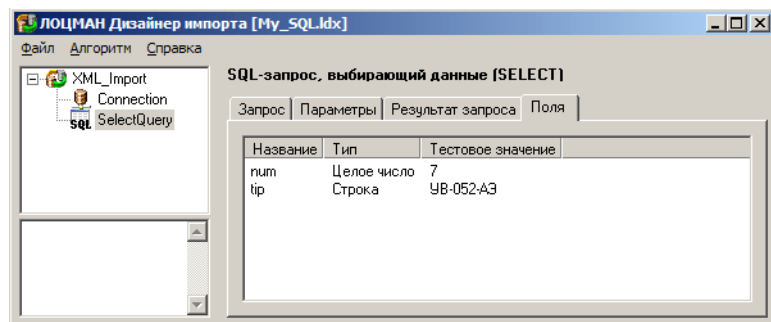 ЛОЦМАН Дизайнер импорта [My_SQL.ldx]
Файл Алгоритм Справка
XML_Import
Connection
SQL SelectQuery
SQL-запрос, выбирающий данные (SELECT)
Запрос Параметры Результат запроса Поля
Название Тип Тестовое значение
num Целое число 7
tip Строка УВ-052-АЭ